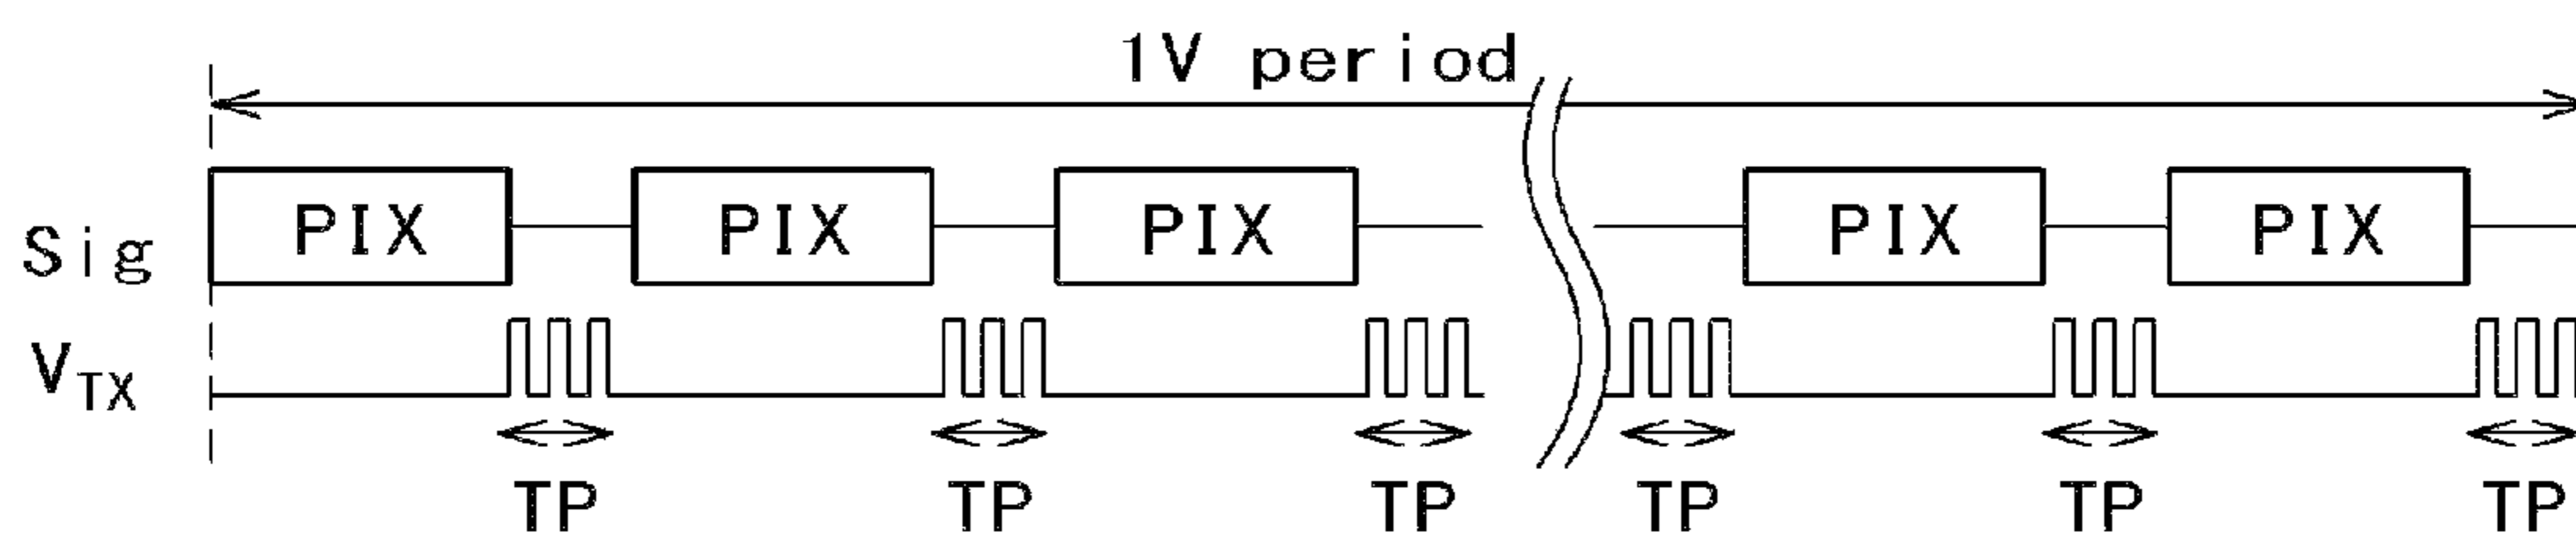 1V period
Sig PIX PIX PIX PIX PIX
VTX
TP TP TP TP TP TP